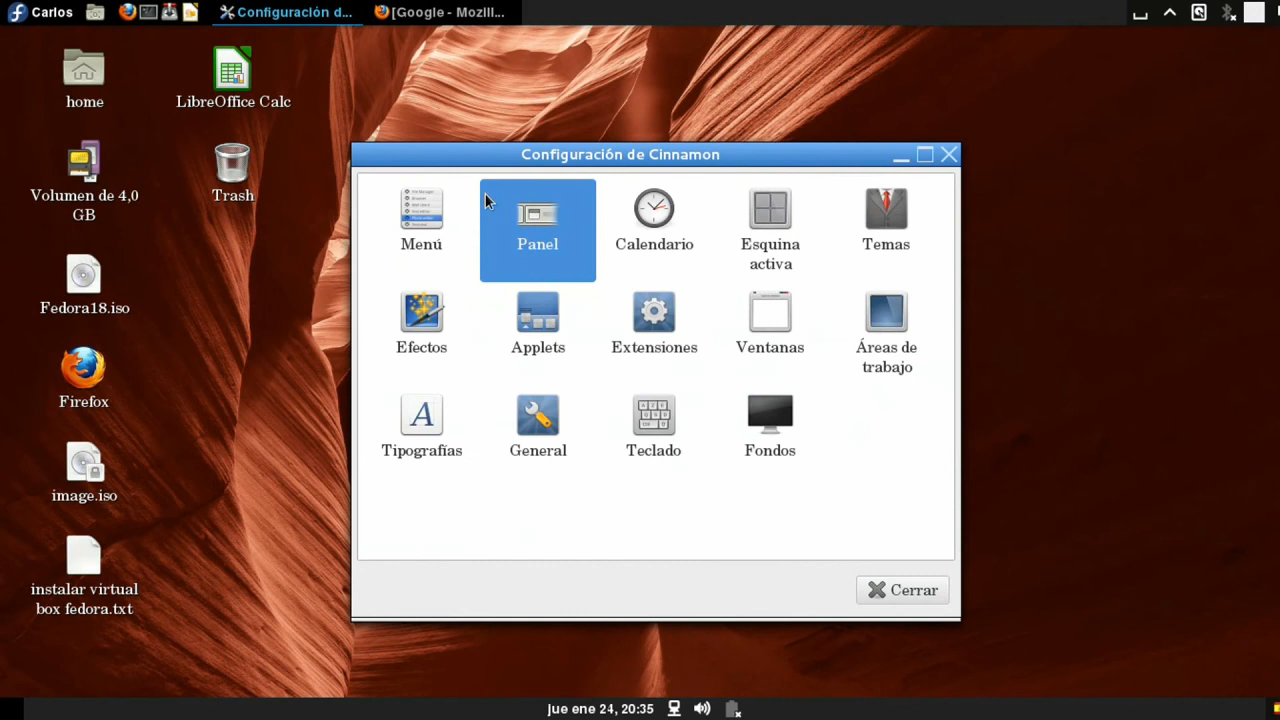 Carlos
Configuración d...
[Google - Mozill...
home
LibreOffice Calc
Volumen de 4,0
GB
Trash
Fedora18.iso
Firefox
image.iso
instalar virtual
box fedora.txt
Configuración de Cinnamon
Menú
Panel
Calendario
Esquina
activa
Temas
Efectos
Applets
Extensiones
Ventanas
Áreas de
trabajo
Tipografías
General
Teclado
Fondos
Cerrar
jue ene 24, 20:35